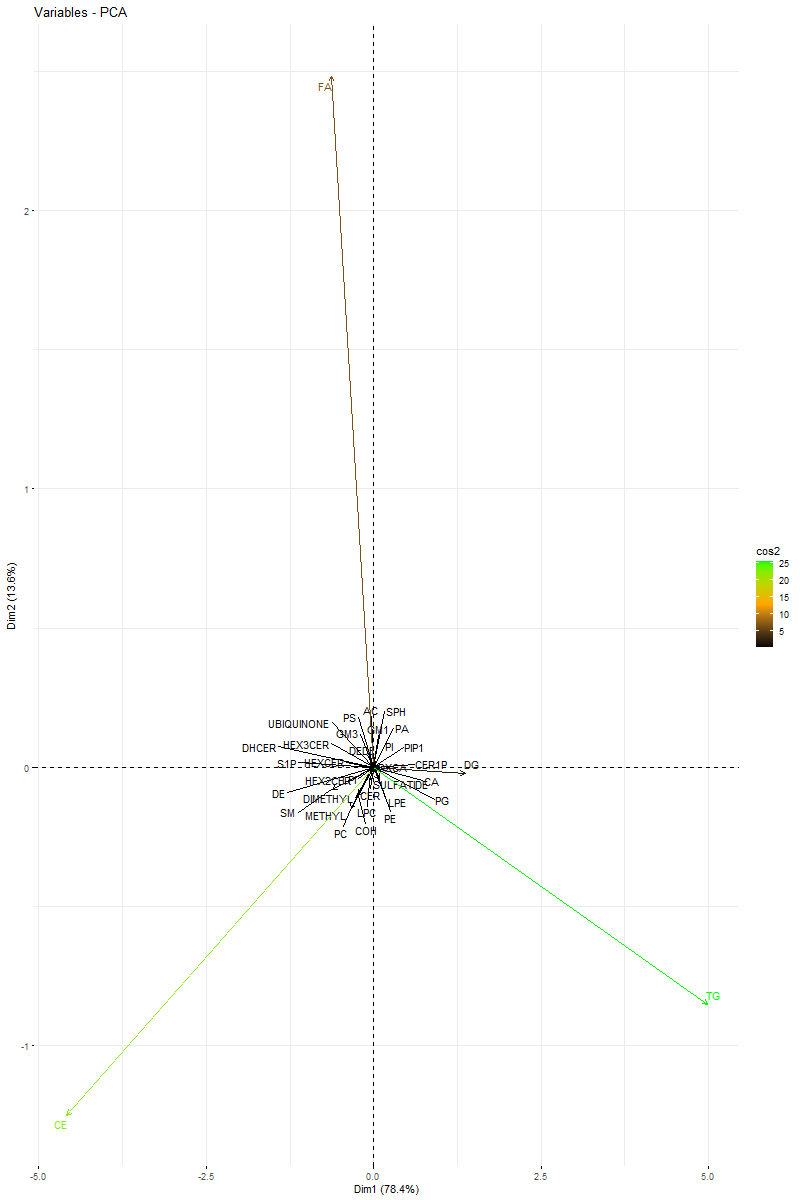 Variables - PCA
FA
2
1
Dim2 (13.6%)
cos2
25
20
15
10
5
AC
SPH
PS
UBIQUINONE
GM1
PA
GM3
HEX3CER
PI
PIP1
DHCER
0
S1P
HEXCER
CER1P
DG
HEX2CER
SULFATIDE
CA
DE
DIMETHYL
CER
LPE
PG
SM
METHYL
LPC
PE
PC
COH
TG
-1
CE
-5.0
-2.5
0.0
2.5
5.0
Dim1 (78.4%)